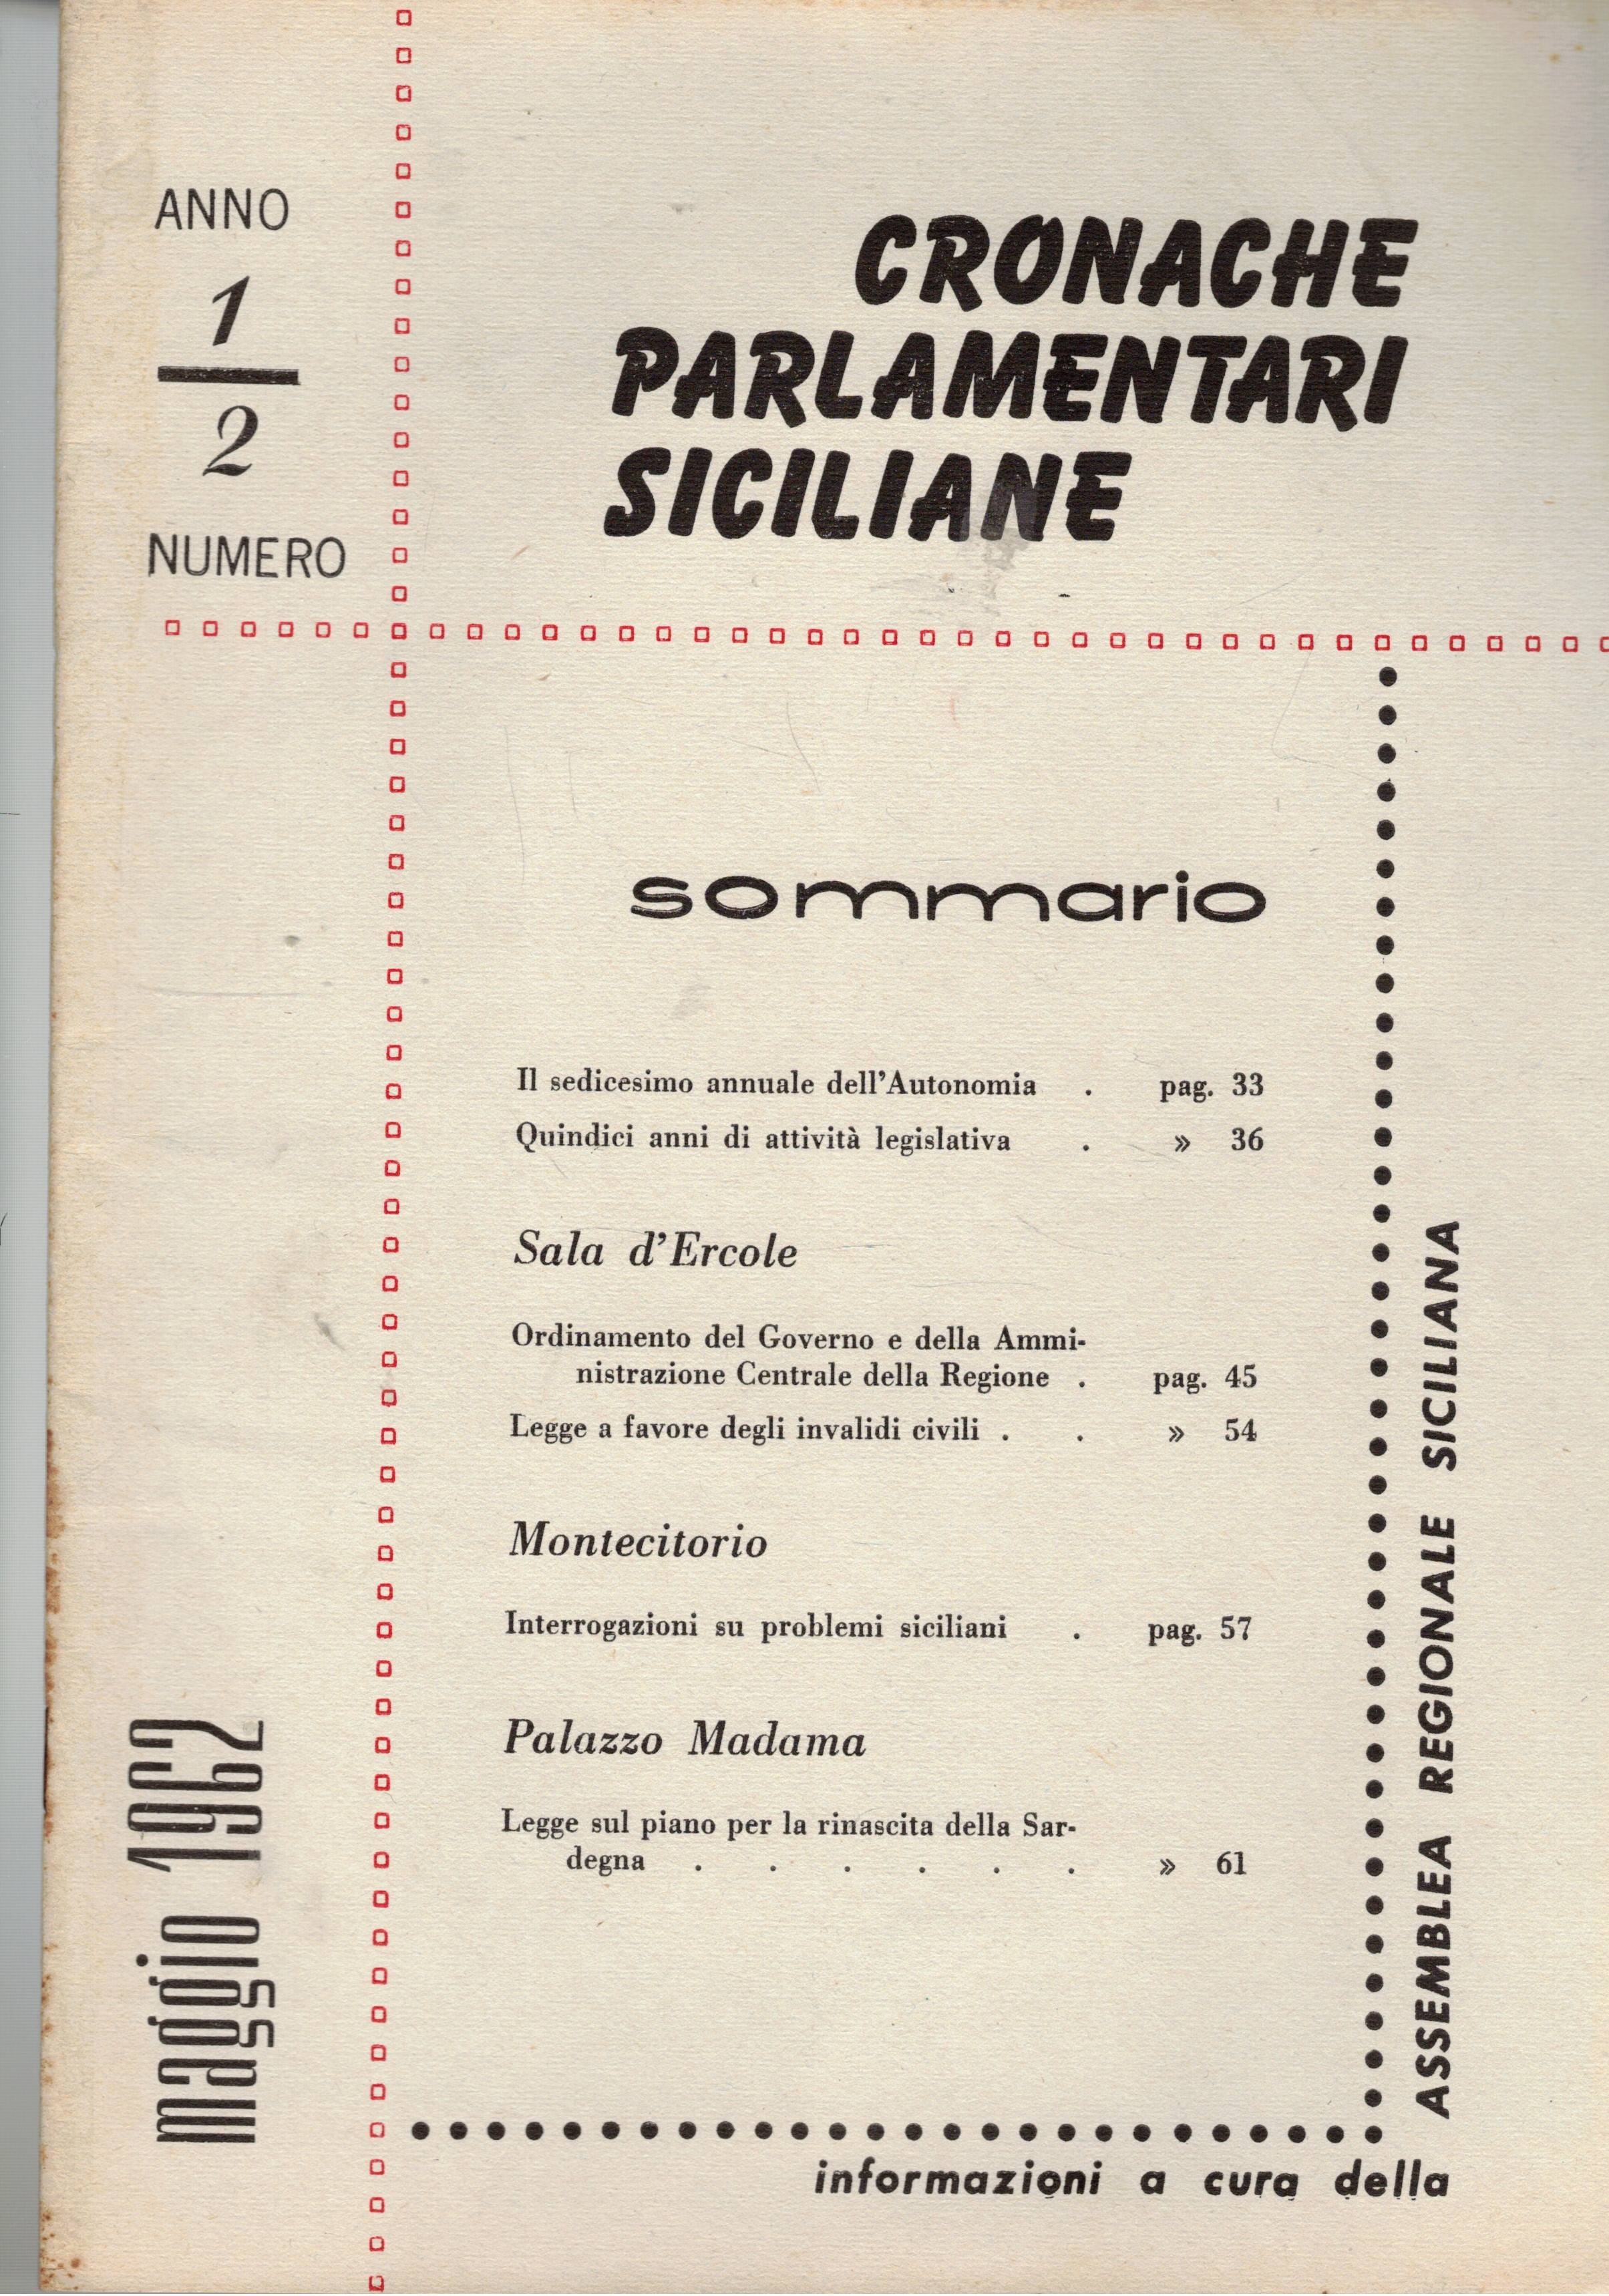 ANNO
1
2
NUMERO
CRONACHE
PARLAMENTARI
SICILIANE
sommario
Il sedicesimo annuale dell'Autonomia . pag. 33
Quindici anni di attività legislativa . » 36
Sala d'Ercole
Ordinamento del Governo e della Ammi-
nistrazione Centrale della Regione . pag. 45
Legge a favore degli invalidi civili . . » 54
Montecitorio
Interrogazioni su problemi siciliani . pag. 57
Palazzo Madama
Legge sul piano per la rinascita della Sar-
degna . . . . . . » 61
maggio 1962
informazioni a cura della
ASSEMBLEA REGIONALE SICILIANA